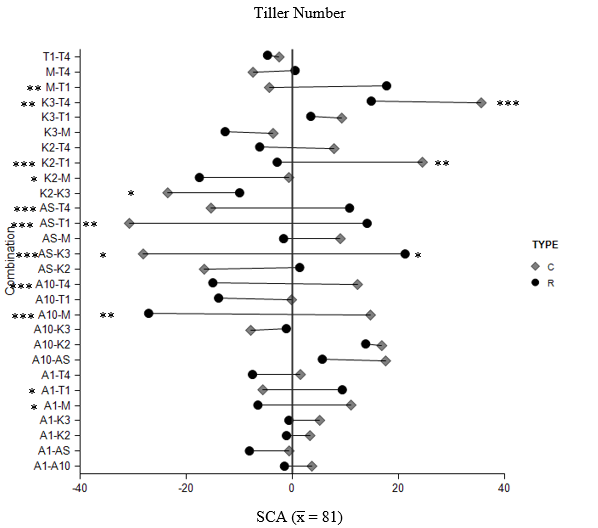 Tiller Number
T1-T4
M-T4
** M-T1
** K3-T4 ***
K3-T1
K3-M
K2-T4
*** K2-T1 **
* K2-M
K2-K3 *
*** AS-T4
*** AS-T1 **
AS-M
*** AS-K3 * *
AS-K2
*** A10-T4
A10-T1
*** A10-M **
A10-K3
A10-K2
A10-AS
A1-T4
* A1-T1
* A1-M
A1-K3
A1-K2
A1-AS
A1-A10
Combination
-40 -20 0 20 40
SCA (x̅ = 81)
TYPE
C
R